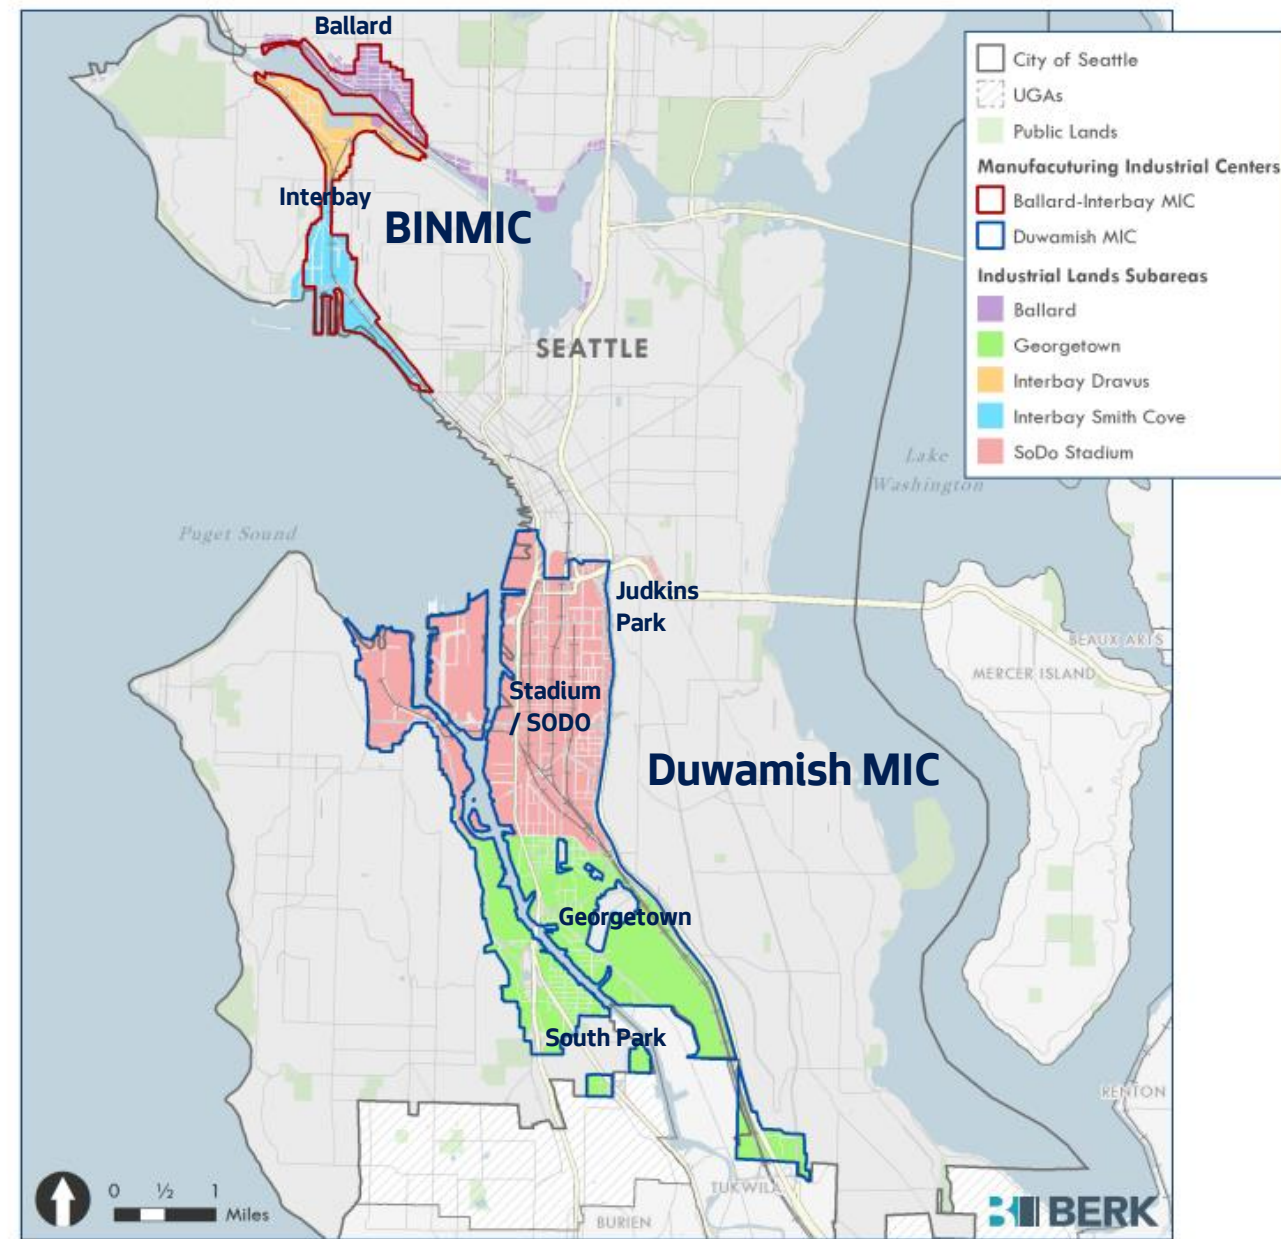 Ballard
Interbay
BINMIC
SEATTLE
Puget Sound
Lake
Washington
Judkins
Park
BEAUX ARTS
MERCER ISLAND
Stadium
/ SODO
Duwamish MIC
Georgetown
South Park
RENTON
TUKWILA
BURIEN
0 ½ 1
Miles
BERK
City of Seattle
UGAs
Public Lands
Manufacuturing Industrial Centers
Ballard-Interbay MIC
Duwamish MIC
Industrial Lands Subareas
Ballard
Georgetown
Interbay Dravus
Interbay Smith Cove
SoDo Stadium